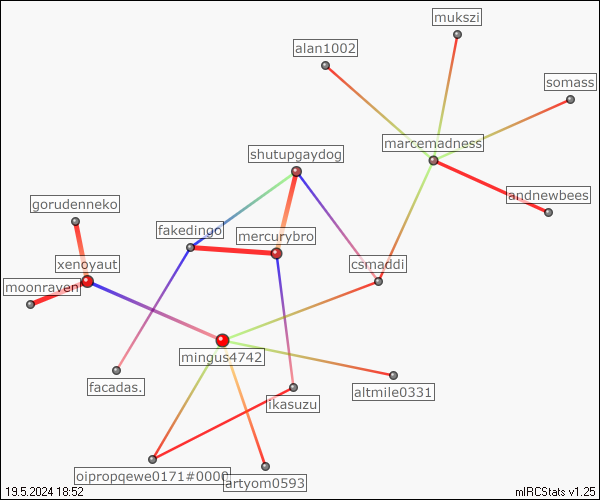 mukszi
alan1002
somass
marcemadness
shutupgaydog
andnewbees
gorudenneko
fakedingo
mercurybro
xenoyaut
csmaddi
moonraven
mingus4742
facadas.
altmile0331
ikasuzu
oipropqewe0171#0000
artyom0593
19.5.2024 18:52
mIRCStats v1.25